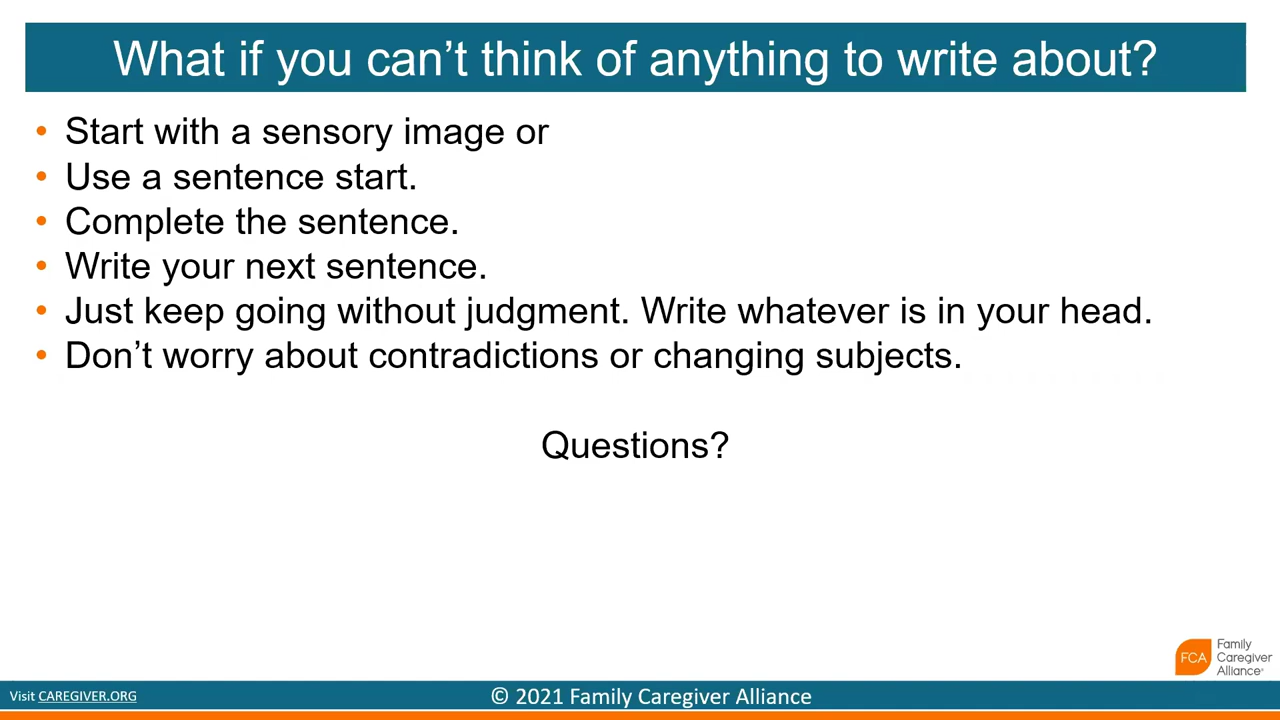 What if you can't think of anything to write about?
• Start with a sensory image or
• Use a sentence start.
• Complete the sentence.
• Write your next sentence.
• Just keep going without judgment. Write whatever is in your head.
• Don't worry about contradictions or changing subjects.
Questions?
FCA
Family
Caregiver
Alliance®
Visit CAREGIVER.ORG
© 2021 Family Caregiver Alliance